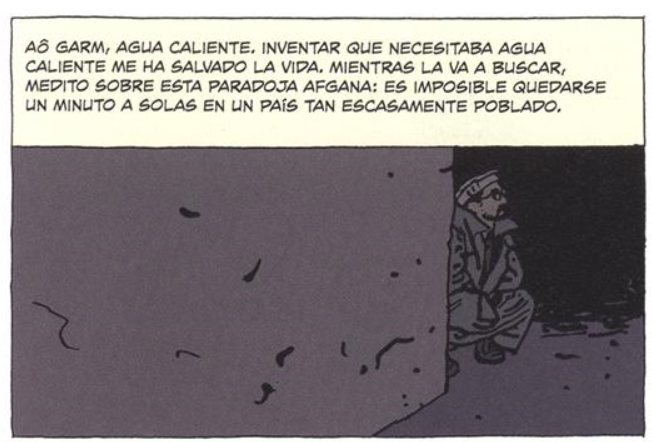 AÔ GARM, AGUA CALIENTE. INVENTAR QUE NECESITABA AGUA
CALIENTE ME HA SALVADO LA VIDA. MIENTRAS LA VA A BUSCAR,
MEDITO SOBRE ESTA PARADOJA AFGANA: ES IMPOSIBLE QUEDARSE
UN MINUTO A SOLAS EN UN PAÍS TAN ESCASAMENTE POBLADO.